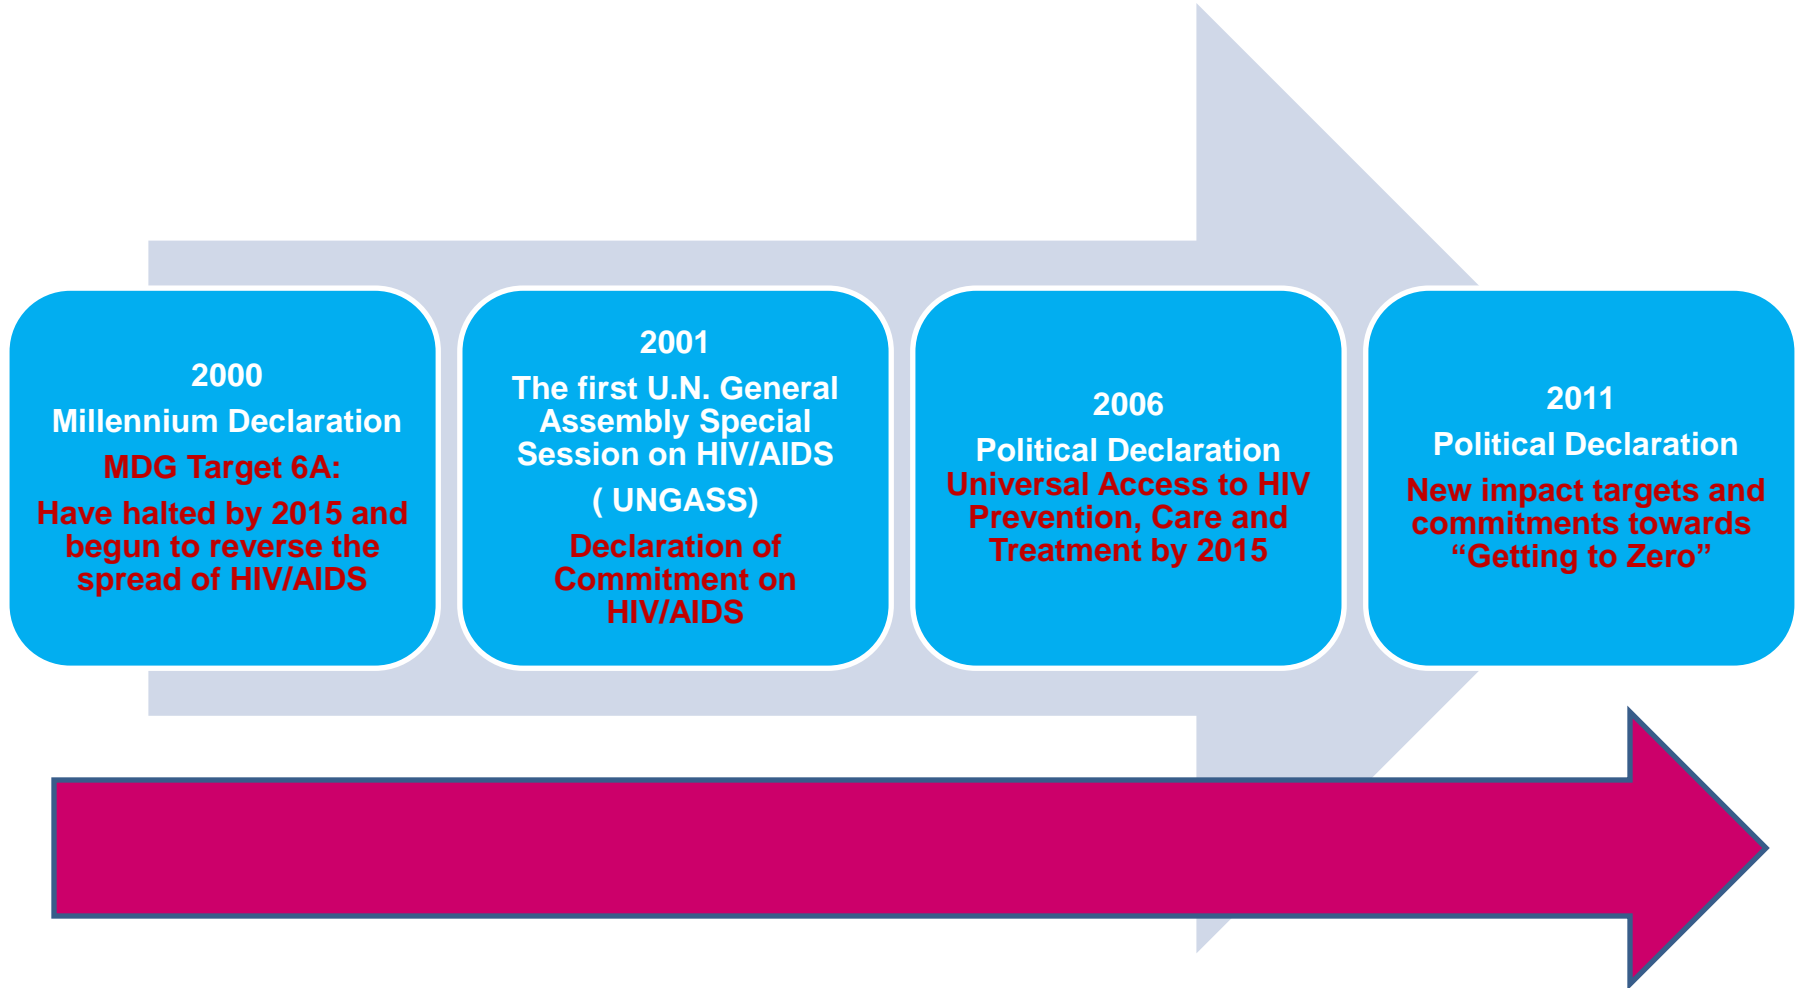 2000
Millennium Declaration
MDG Target 6A:
Have halted by 2015 and
begun to reverse the
spread of HIV/AIDS
2001
The first U.N. General
Assembly Special
Session on HIV/AIDS
( UNGASS)
Declaration of
Commitment on
HIV/AIDS
2006
Political Declaration
Universal Access to HIV
Prevention, Care and
Treatment by 2015
2011
Political Declaration
New impact targets and
commitments towards
“Getting to Zero”